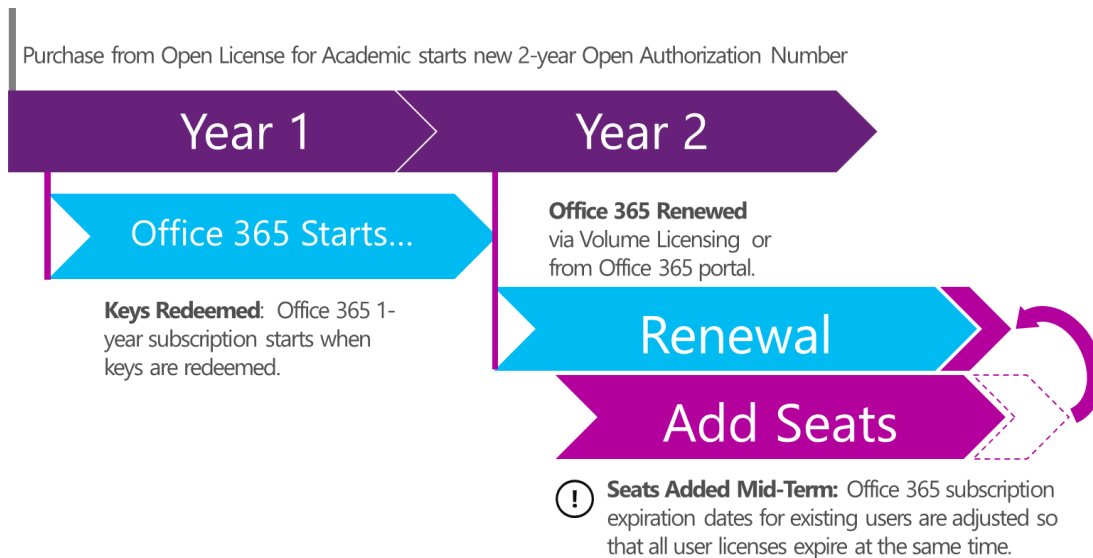 Purchase from Open License for Academic starts new 2-year Open Authorization Number
Year 1
Year 2
Office 365 Starts...
Keys Redeemed: Office 365 1-
year subscription starts when
keys are redeemed.
Office 365 Renewed
via Volume Licensing or
from Office 365 portal.
Renewal
Add Seats
! Seats Added Mid-Term: Office 365 subscription
expiration dates for existing users are adjusted so
that all user licenses expire at the same time.